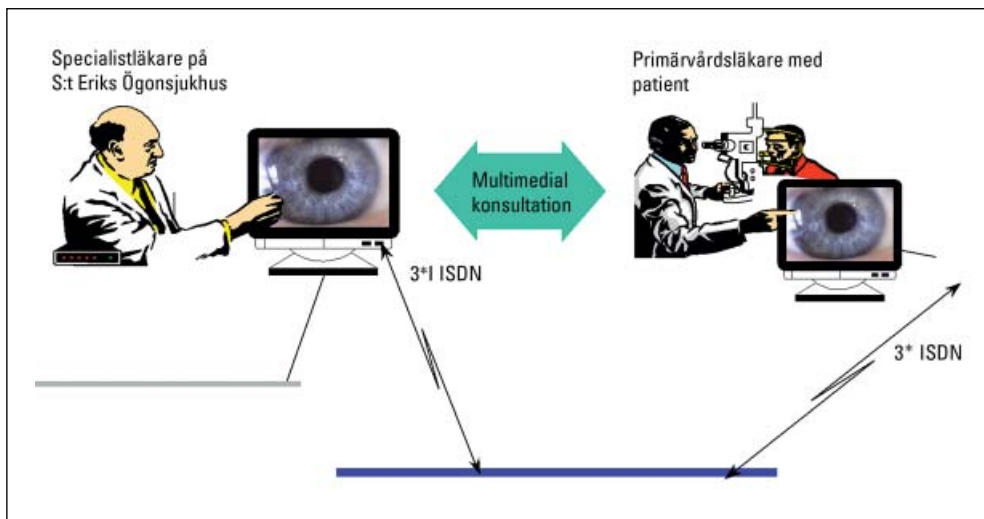 Specialistläkare på
S:t Eriks Ögonsjukhus
Primärvårdsläkare med
patient
Multimedial
konsultation
3*l ISDN
3* ISDN